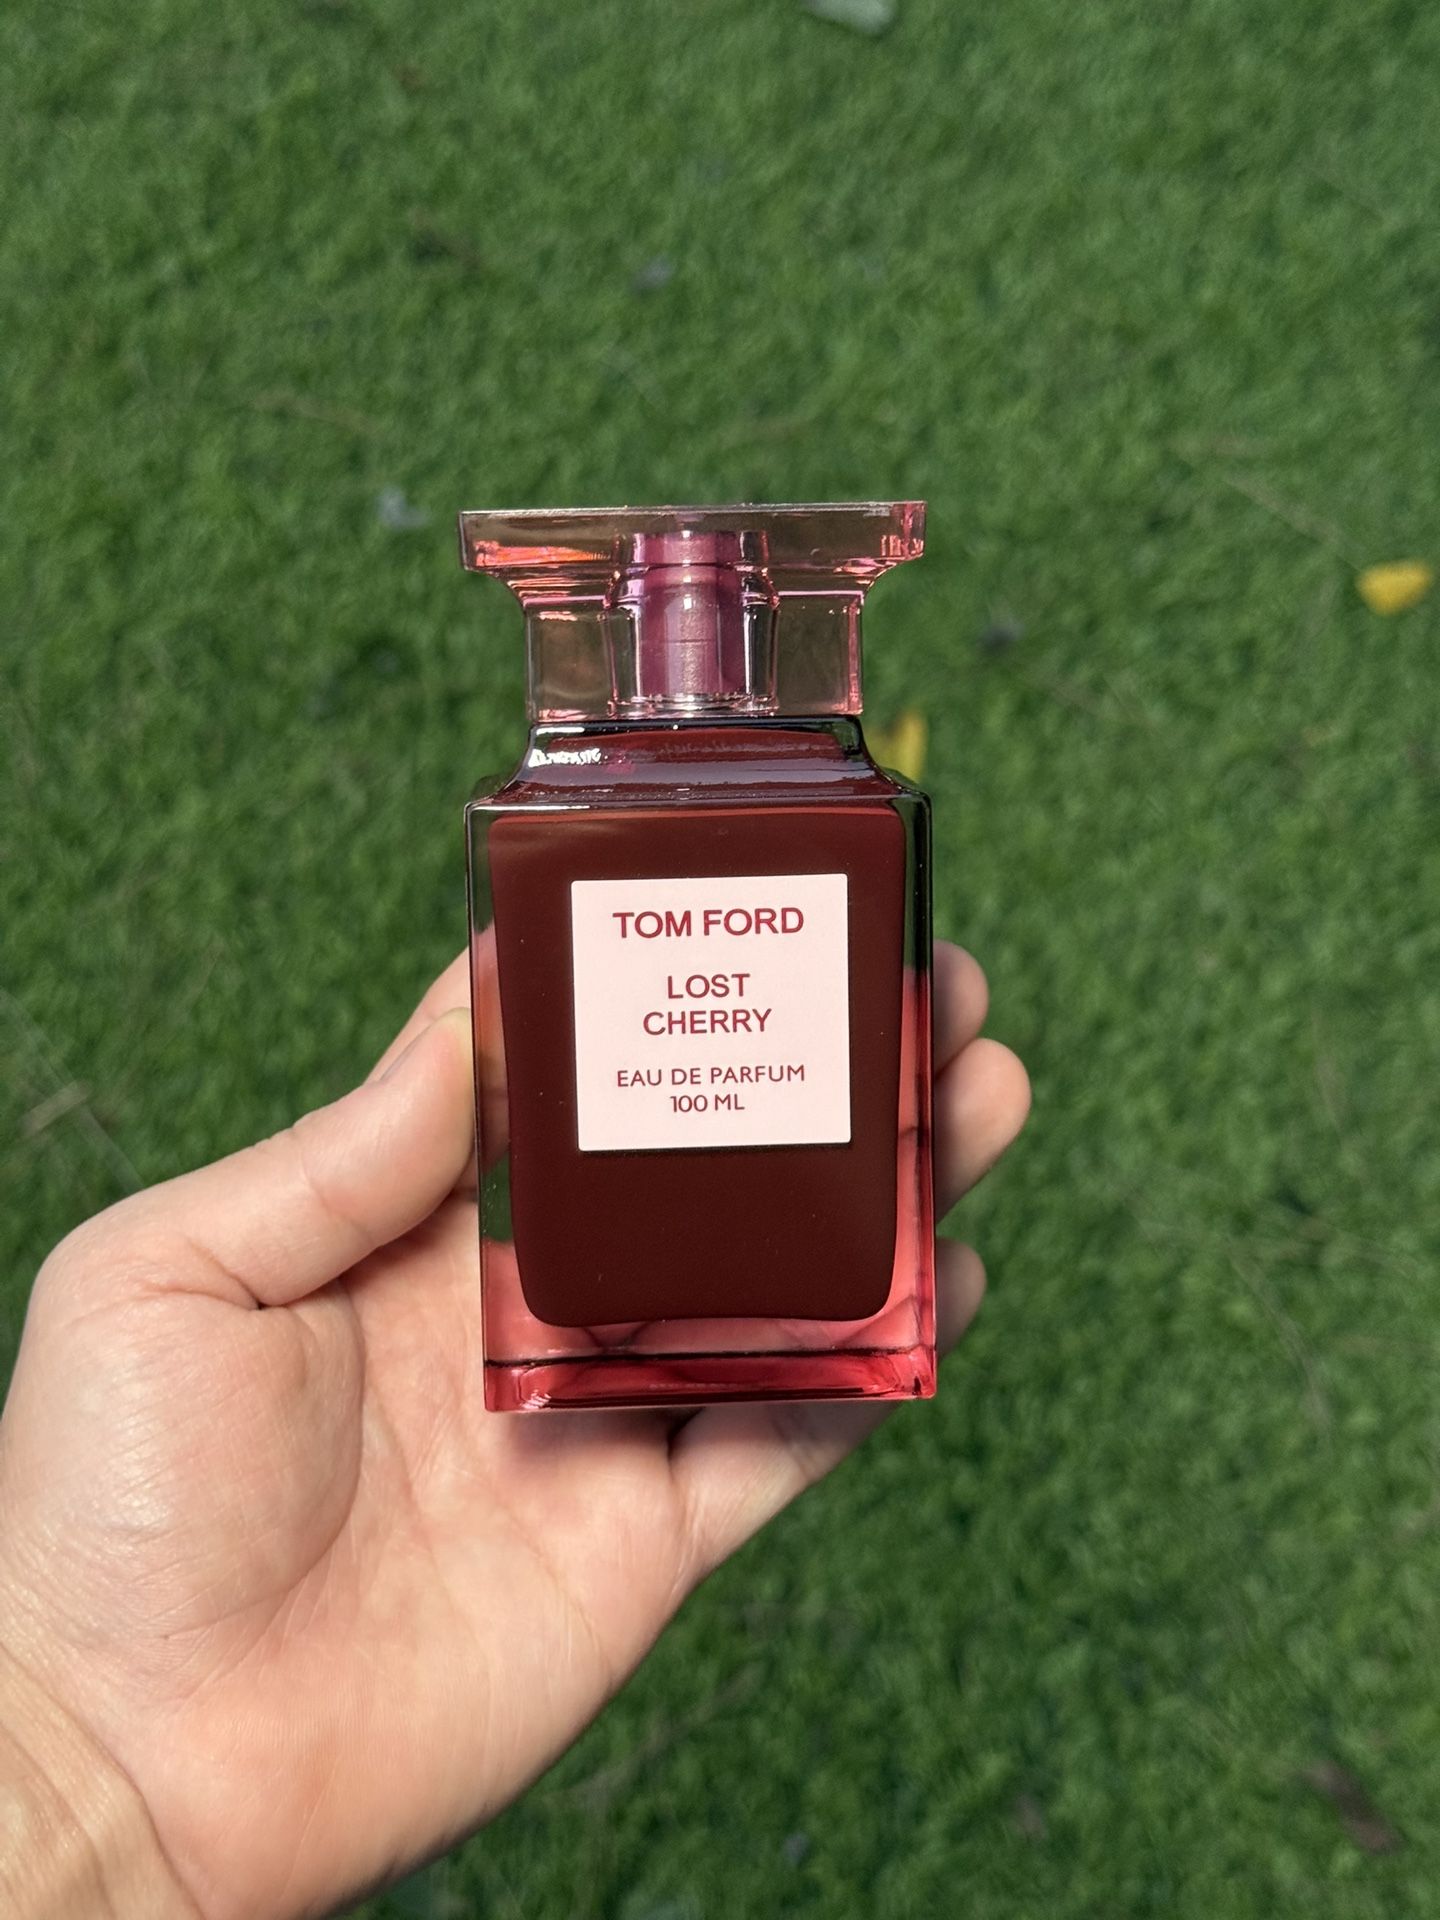 TOM FORD
LOST
CHERRY
EAU DE PARFUM
100 ML